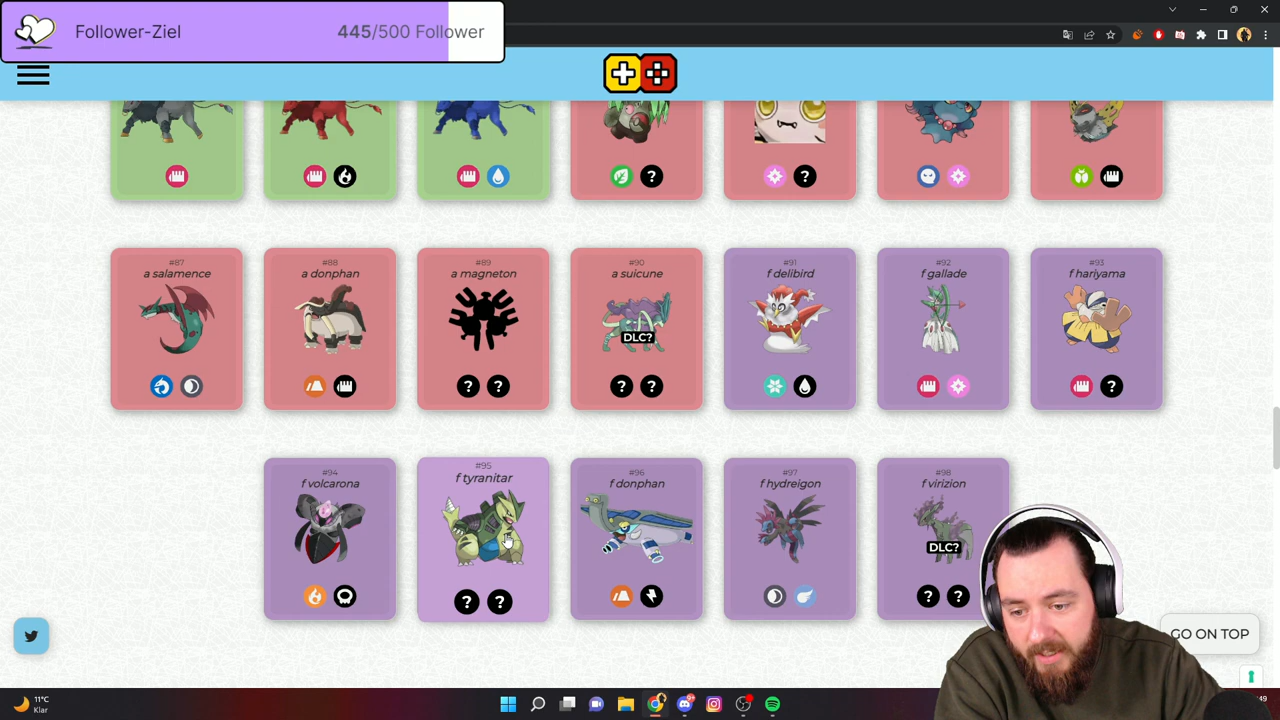 Follower-Ziel 445/500 Follower
#87
a salamence
#88
a donphan
#89
a magneton
#90
a suicune
#91
f delibird
#92
f gallade
#93
f hariyama
DLC?
? ?
? ?
? ?
?
#94
f volcarona
#95
f tyranitar
#96
f donphan
#97
f hydreigon
#98
f virizion
DLC?
? ?
? ?
GO ON TOP
11°C
Klar
49